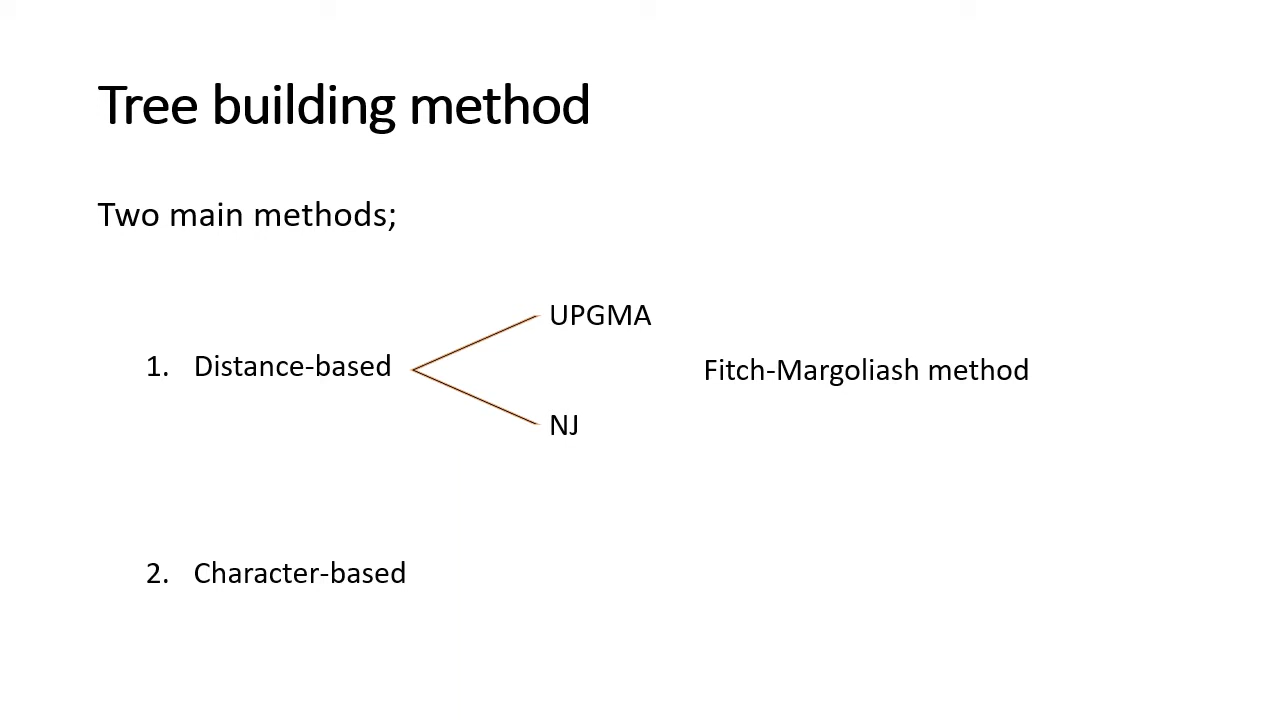 Tree building method
Two main methods;
UPGMA
1. Distance-based
Fitch-Margoliash method
NJ
2. Character-based